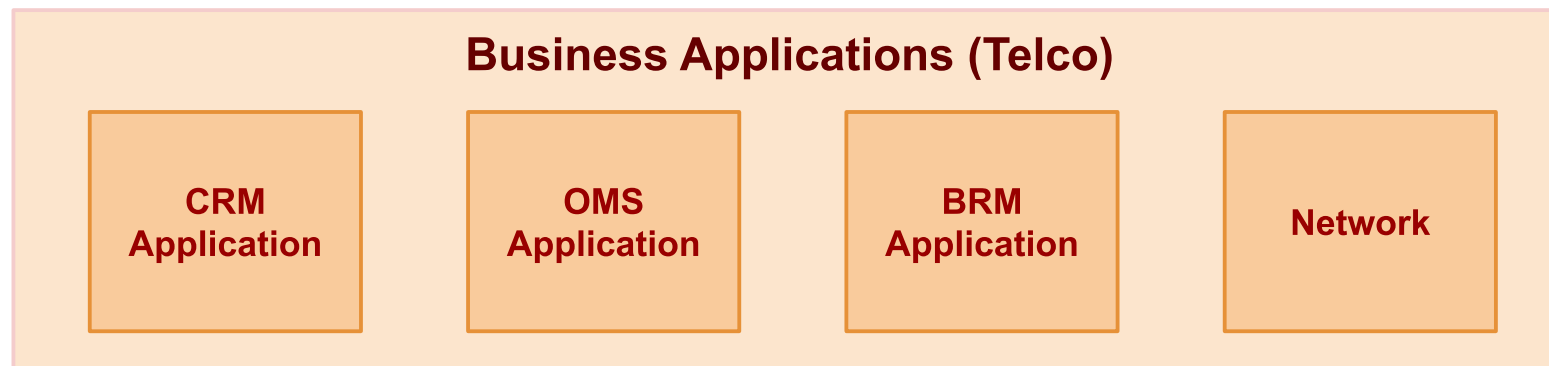 Business Applications (Telco)
CRM
Application
OMS
Application
BRM
Application
Network